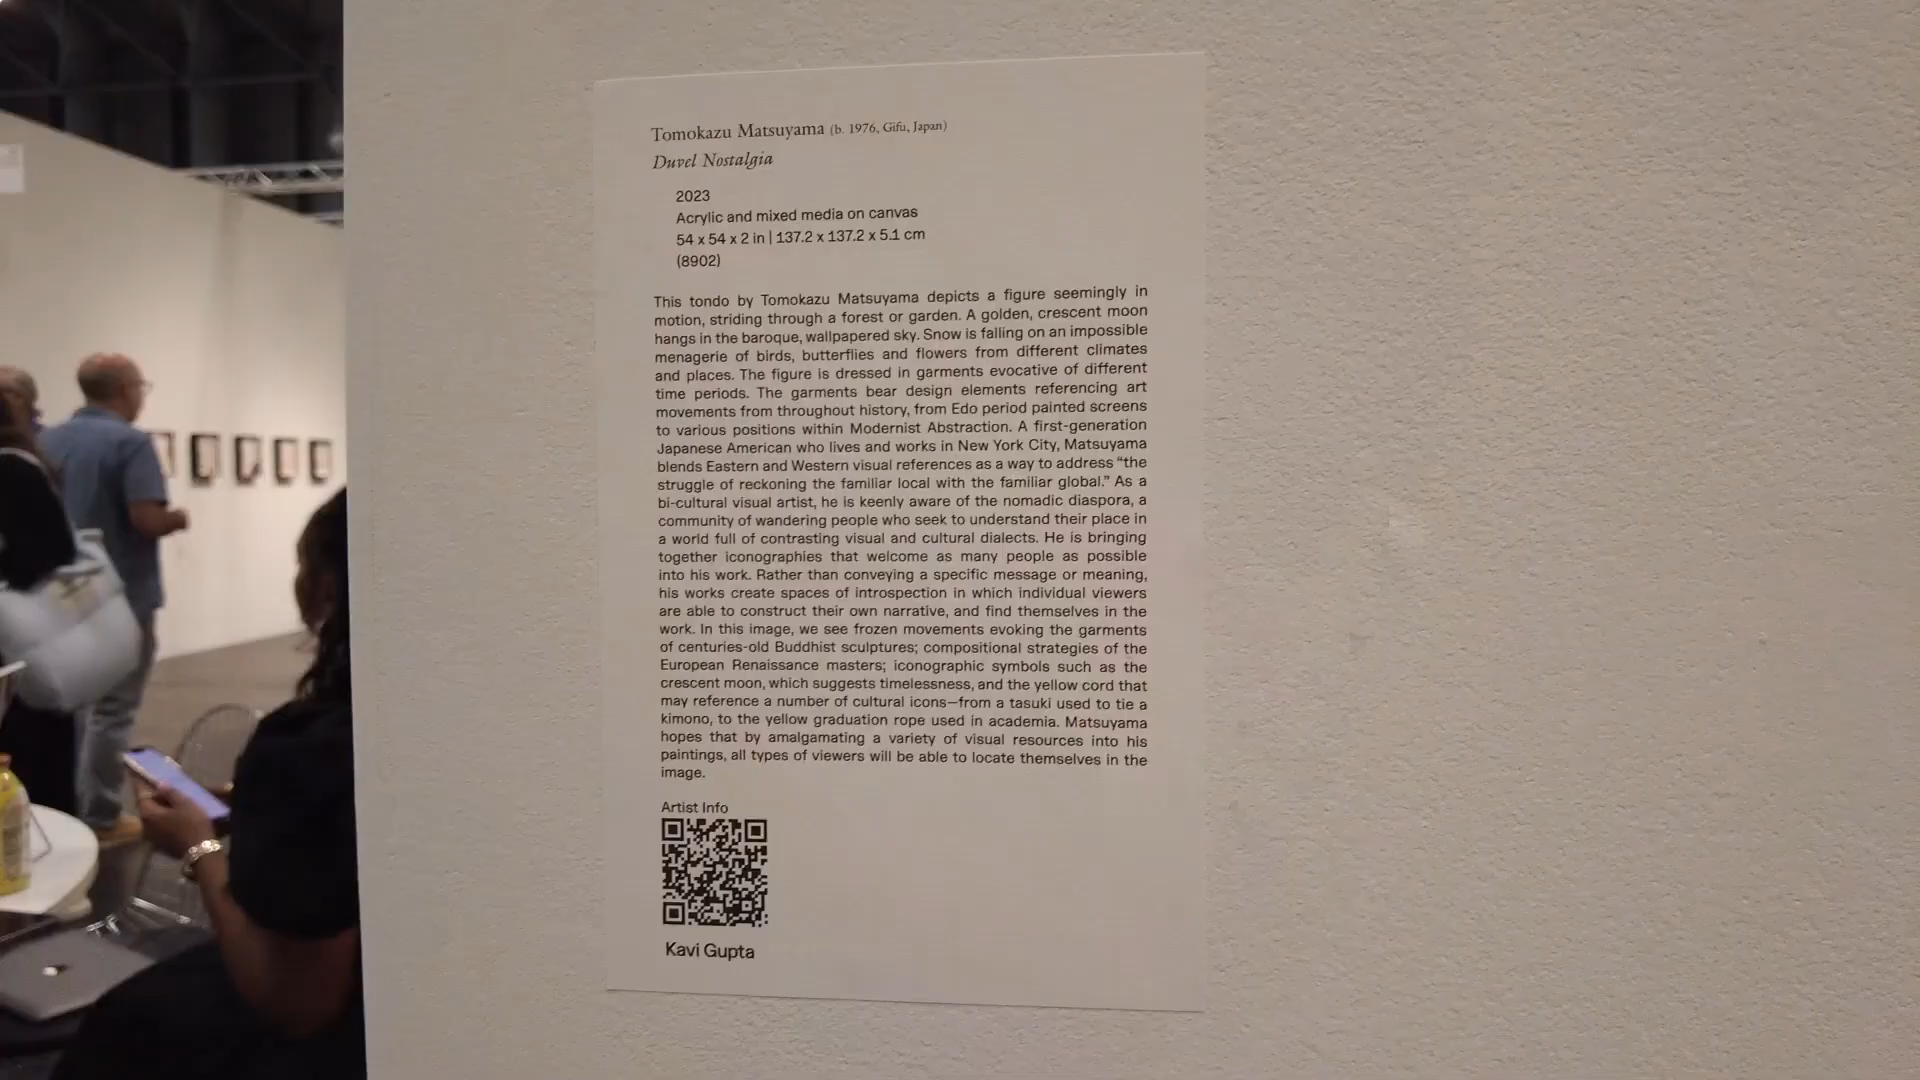 Tomokazu Matsuyama (b. 1976, Gifu, Japan)
Duvel Nostalgia
2023
Acrylic and mixed media on canvas
54 x 54 x 2 in | 137.2 x 137.2 x 5.1 cm
(8902)
This tondo by Tomokazu Matsuyama depicts a figure seemingly in
motion, striding through a forest or garden. A golden, crescent moon
hangs in the baroque, wallpapered sky. Snow is falling on an impossible
menagerie of birds, butterflies and flowers from different climates
and places. The figure is dressed in garments evocative of different
time periods. The garments bear design elements referencing art
movements from throughout history, from Edo period painted screens
to various positions within Modernist Abstraction. A first-generation
Japanese American who lives and works in New York City, Matsuyama
blends Eastern and Western visual references as a way to address “the
struggle of reckoning the familiar local with the familiar global.” As a
bi-cultural visual artist, he is keenly aware of the nomadic diaspora, a
community of wandering people who seek to understand their place in
a world full of contrasting visual and cultural dialects. He is bringing
together iconographies that welcome as many people as possible
into his work. Rather than conveying a specific message or meaning,
his works create spaces of introspection in which individual viewers
are able to construct their own narrative, and find themselves in the
work. In this image, we see frozen movements evoking the garments
of centuries-old Buddhist sculptures; compositional strategies of the
European Renaissance masters; iconographic symbols such as the
crescent moon, which suggests timelessness, and the yellow cord that
may reference a number of cultural icons—from a tasuki used to tie a
kimono, to the yellow graduation rope used in academia. Matsuyama
hopes that by amalgamating a variety of visual resources into his
paintings, all types of viewers will be able to locate themselves in the
image.
Artist Info
Kavi Gupta